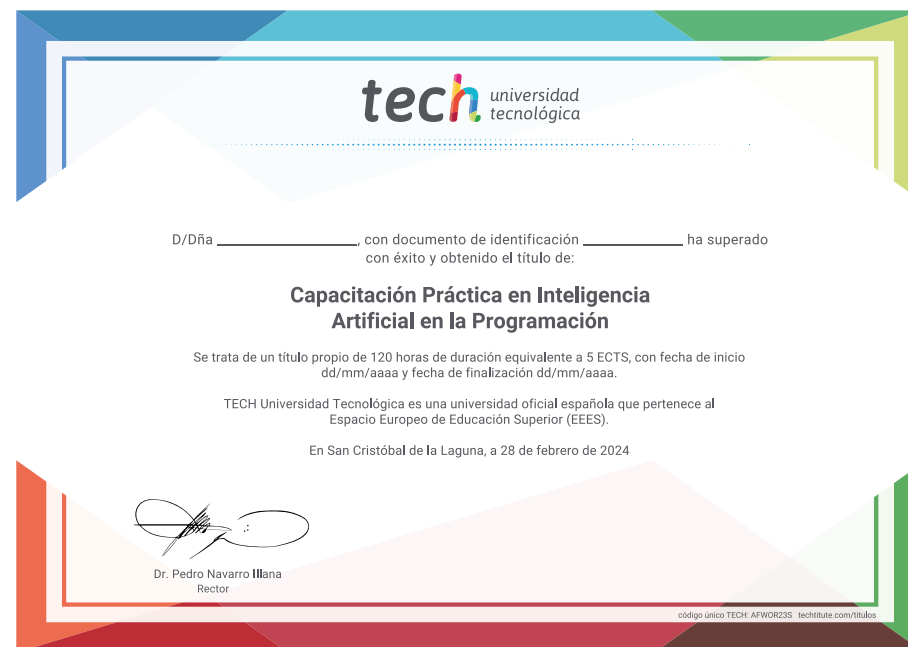 tech universidad
tecnológica
D/Dña ____________________, con documento de identificación ______________ ha superado
con éxito y obtenido el título de:
Capacitación Práctica en Inteligencia
Artificial en la Programación
Se trata de un título propio de 120 horas de duración equivalente a 5 ECTS, con fecha de inicio
dd/mm/aaaa y fecha de finalización dd/mm/aaaa.
TECH Universidad Tecnológica es una universidad oficial española que pertenece al
Espacio Europeo de Educación Superior (EEES).
En San Cristóbal de la Laguna, a 28 de febrero de 2024
Dr. Pedro Navarro Illana
Rector
código único TECH: AFWOR23S techtitute.com/titulos